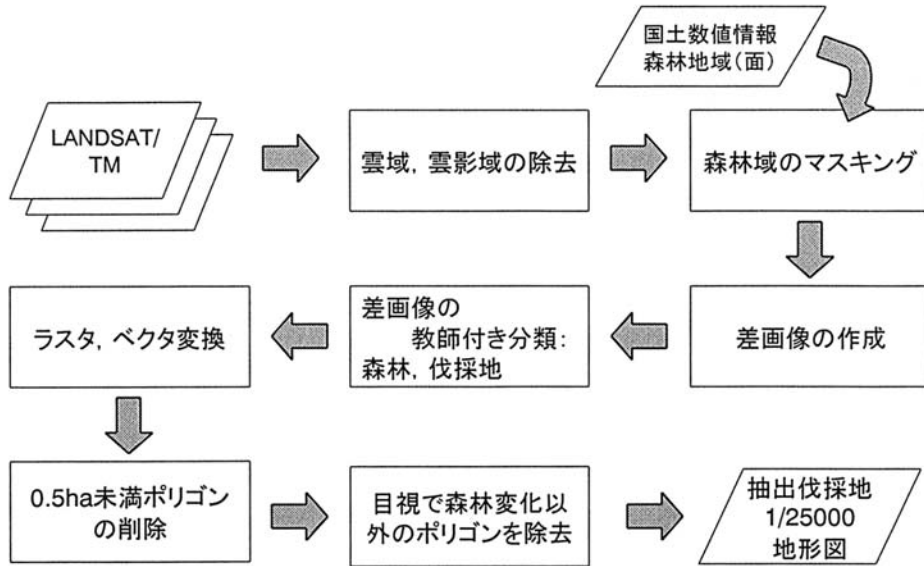 国土数値情報
森林地域(面)
LANDSAT/
TM
雲域, 雲影域の除去
森林域のマスキング
差画像の作成
差画像の
教師付き分類:
森林, 伐採地
ラスタ, ベクタ変換
0.5ha未満ポリゴン
の削除
目視で森林変化以
外のポリゴンを除去
抽出伐採地
1/25000
地形図